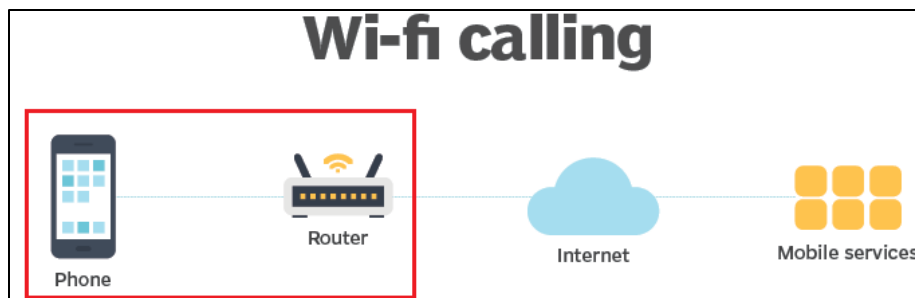 Wi-fi calling
Router
Internet
Mobile services
Phone